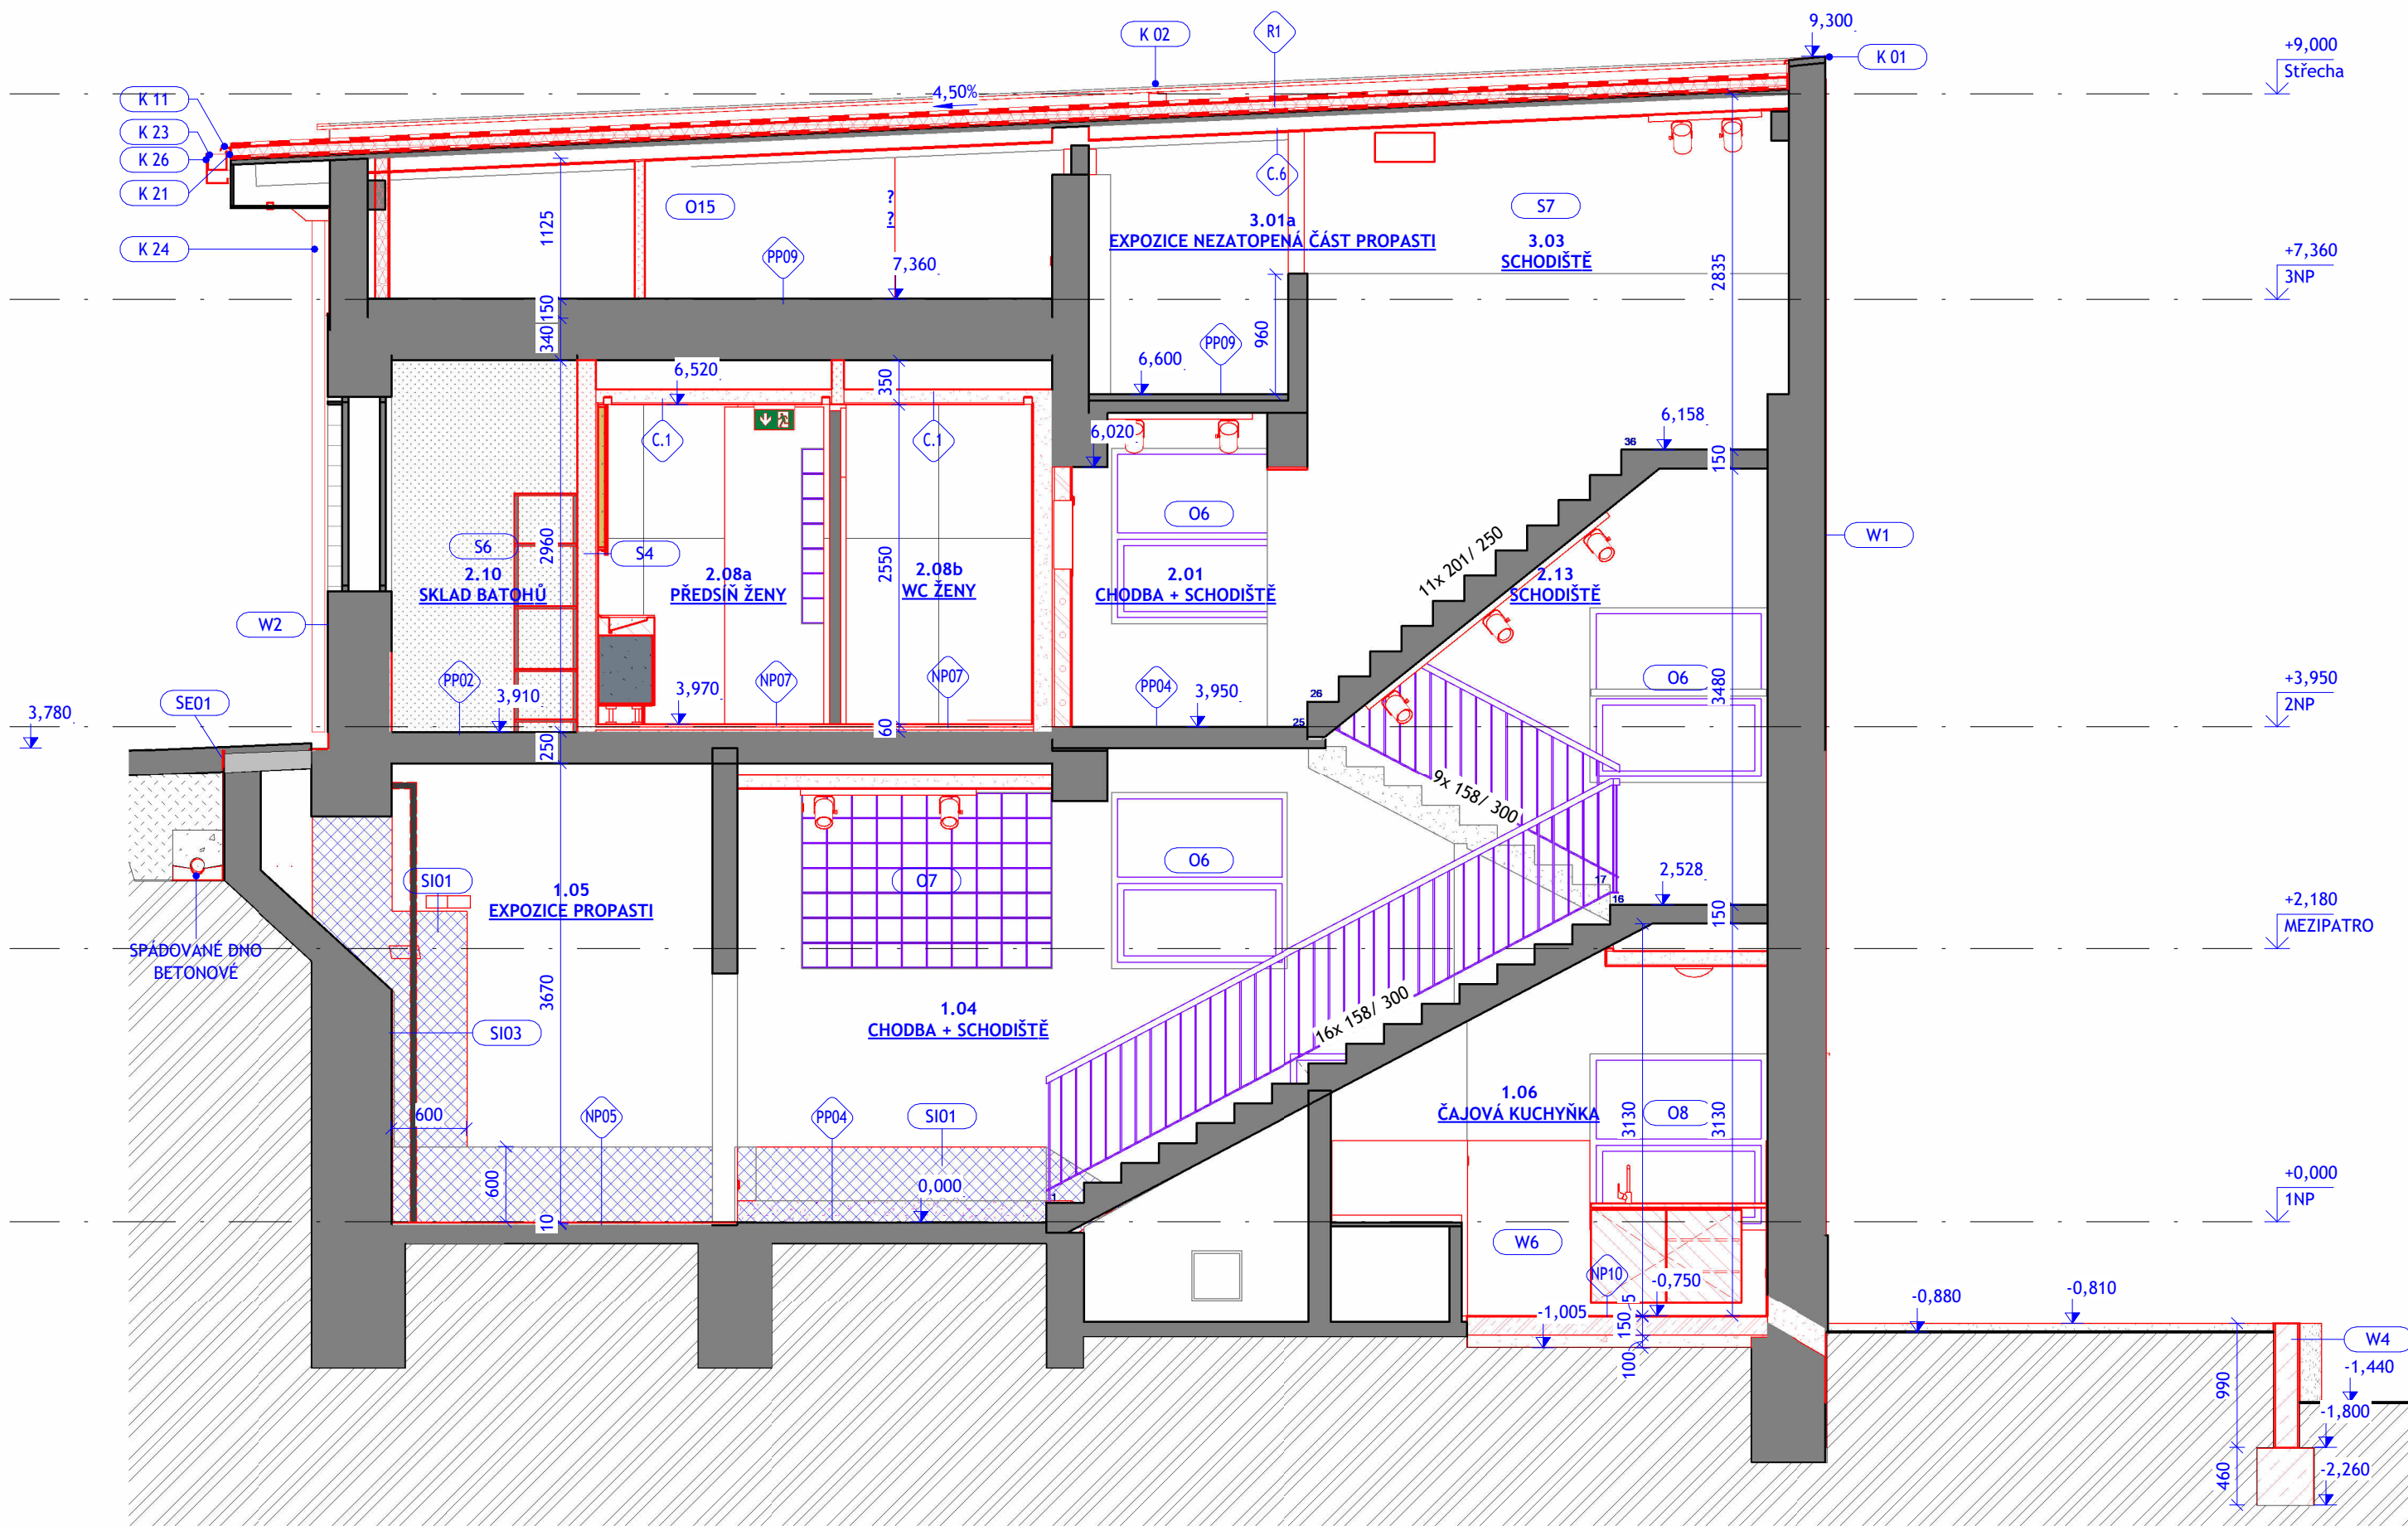 9,300
K 01
K 02
R1
+9,000
Střecha
K 11
K 23
K 26
K 21
K 24
4,50%
O15
?
?
C.6
S7
3.01a
EXPOZICE NEZATOPENÁ ČÁST PROPASTI
3.03
SCHODIŠTĚ
1125
PP09
7,360
2835
+7,360
3NP
150
340
960
PP09
6,600
6,520
350
6,020
C.1
C.1
6,158
36
150
O6
11x 201/ 250
W1
S6
2960
S4
2550
2.10
SKLAD BATOHŮ
2.08a
PŘEDSÍŇ ŽENY
2.08b
WC ŽENY
2.01
CHODBA + SCHODIŠTĚ
2.13
SCHODIŠTĚ
W2
PP02
3,910
3,970
NP07
NP07
PP04
3,950
26
25
O6
3480
+3,950
2NP
SE01
3,780
250
60
9x 158/ 300
SI01
1.05
EXPOZICE PROPASTI
O7
O6
17
16
2,528
150
+2,180
MEZIPATRO
SPÁDOVANÉ DNO
BETONOVÉ
SI03
3670
1.04
CHODBA + SCHODIŠTĚ
16x 158/ 300
600
NP05
PP04
SI01
1.06
ČAJOVÁ KUCHYŇKA
3130
O8
3130
600
10
0,000
1
+0,000
1NP
W6
NP10
-0,750
-1,005
5
150
100
-0,880
-0,810
W4
-1,440
990
-1,800
460
-2,260